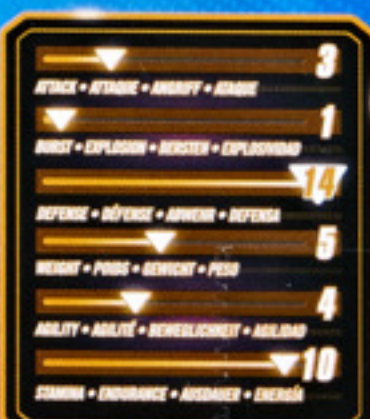 3
ATTACK • ATTAQUE • ANGRIFF • ATAQUE
1
BURST • EXPLOSION • BERSTEN • EXPLOSIVIDAD
14
DEFENSE • DÉFENSE • ABWEHR • DEFENSA
5
WEIGHT • POIDS • GEWICHT • PESO
4
AGILITY • AGILITÉ • BEWEGLICHKEIT • AGILIDAD
10
STAMINA • ENDURANCE • AUSDAUER • ENERGÍA